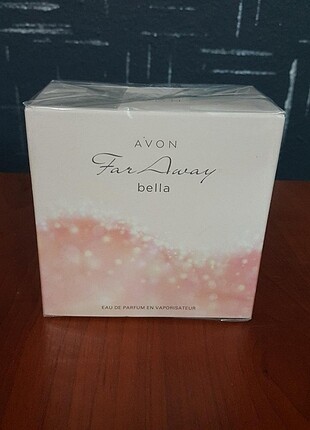 AVON
Far Away
bella
EAU DE PARFUM EN VAPORISATEUR